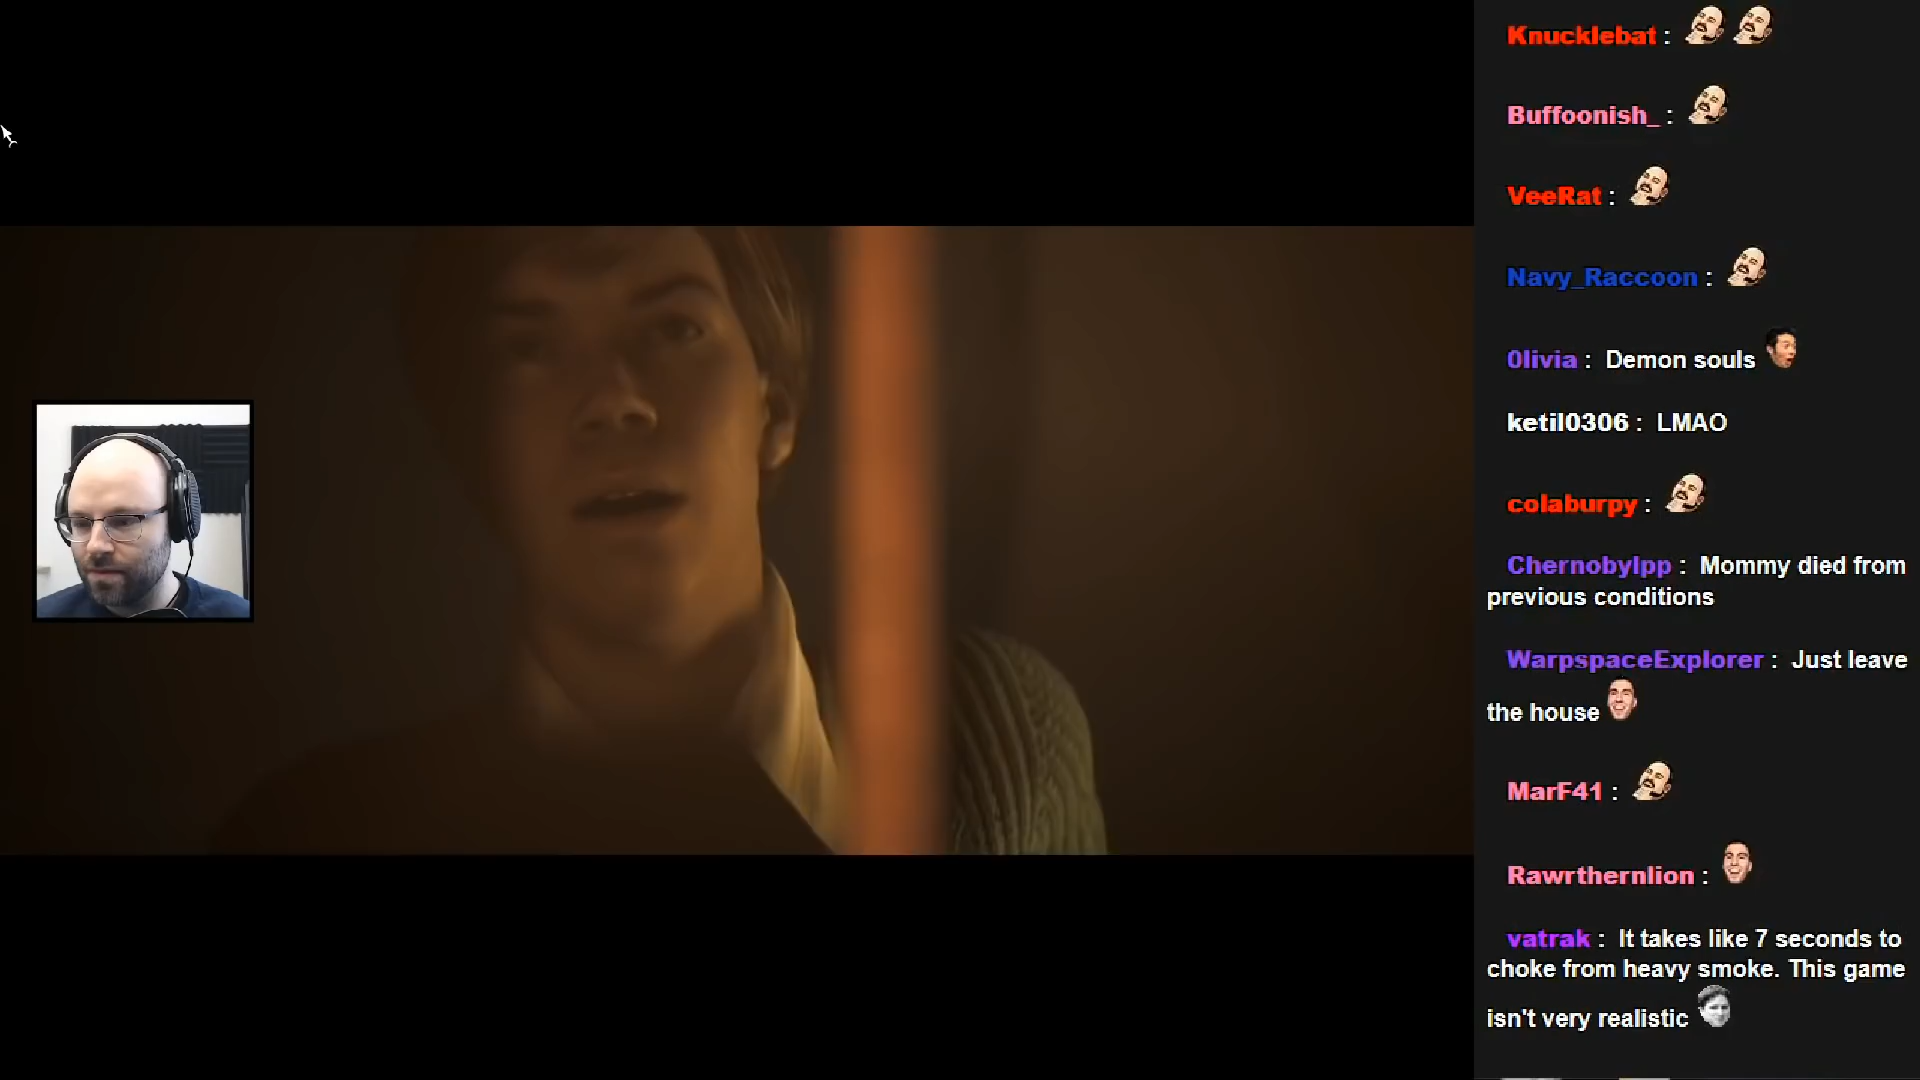 Knucklebat :
Buffoonish_ :
VeeRat :
Navy_Raccoon :
0livia : Demon souls
ketil0306 : LMAO
colaburpy :
Chernobylpp : Mommy died from
previous conditions
WarpspaceExplorer : Just leave
the house
MarF41 :
Rawrthernlion :
vatrak : It takes like 7 seconds to
choke from heavy smoke. This game
isn't very realistic